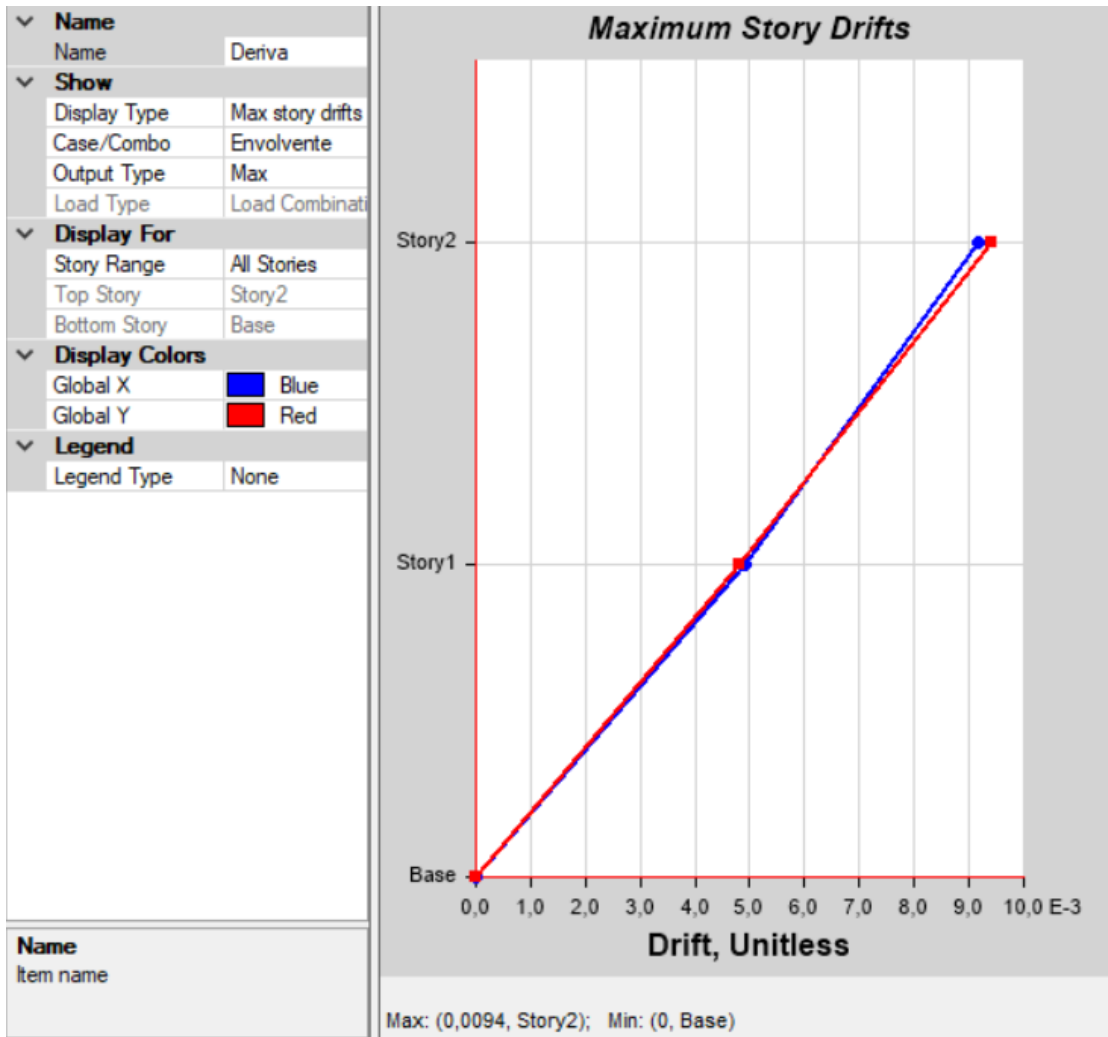 Name
Name Deriva
Show
Display Type Max story drifts
Case/Combo Envolvente
Output Type Max
Load Type Load Combinati
Display For
Story Range All Stories
Top Story Story2
Bottom Story Base
Display Colors
Global X Blue
Global Y Red
Legend
Legend Type None
Name
Item name
Maximum Story Drifts
Story2
Story1
Base
0,0 1,0 2,0 3,0 4,0 5,0 6,0 7,0 8,0 9,0 10,0 E-3
Drift, Unitless
Max: (0,0094, Story2); Min: (0, Base)